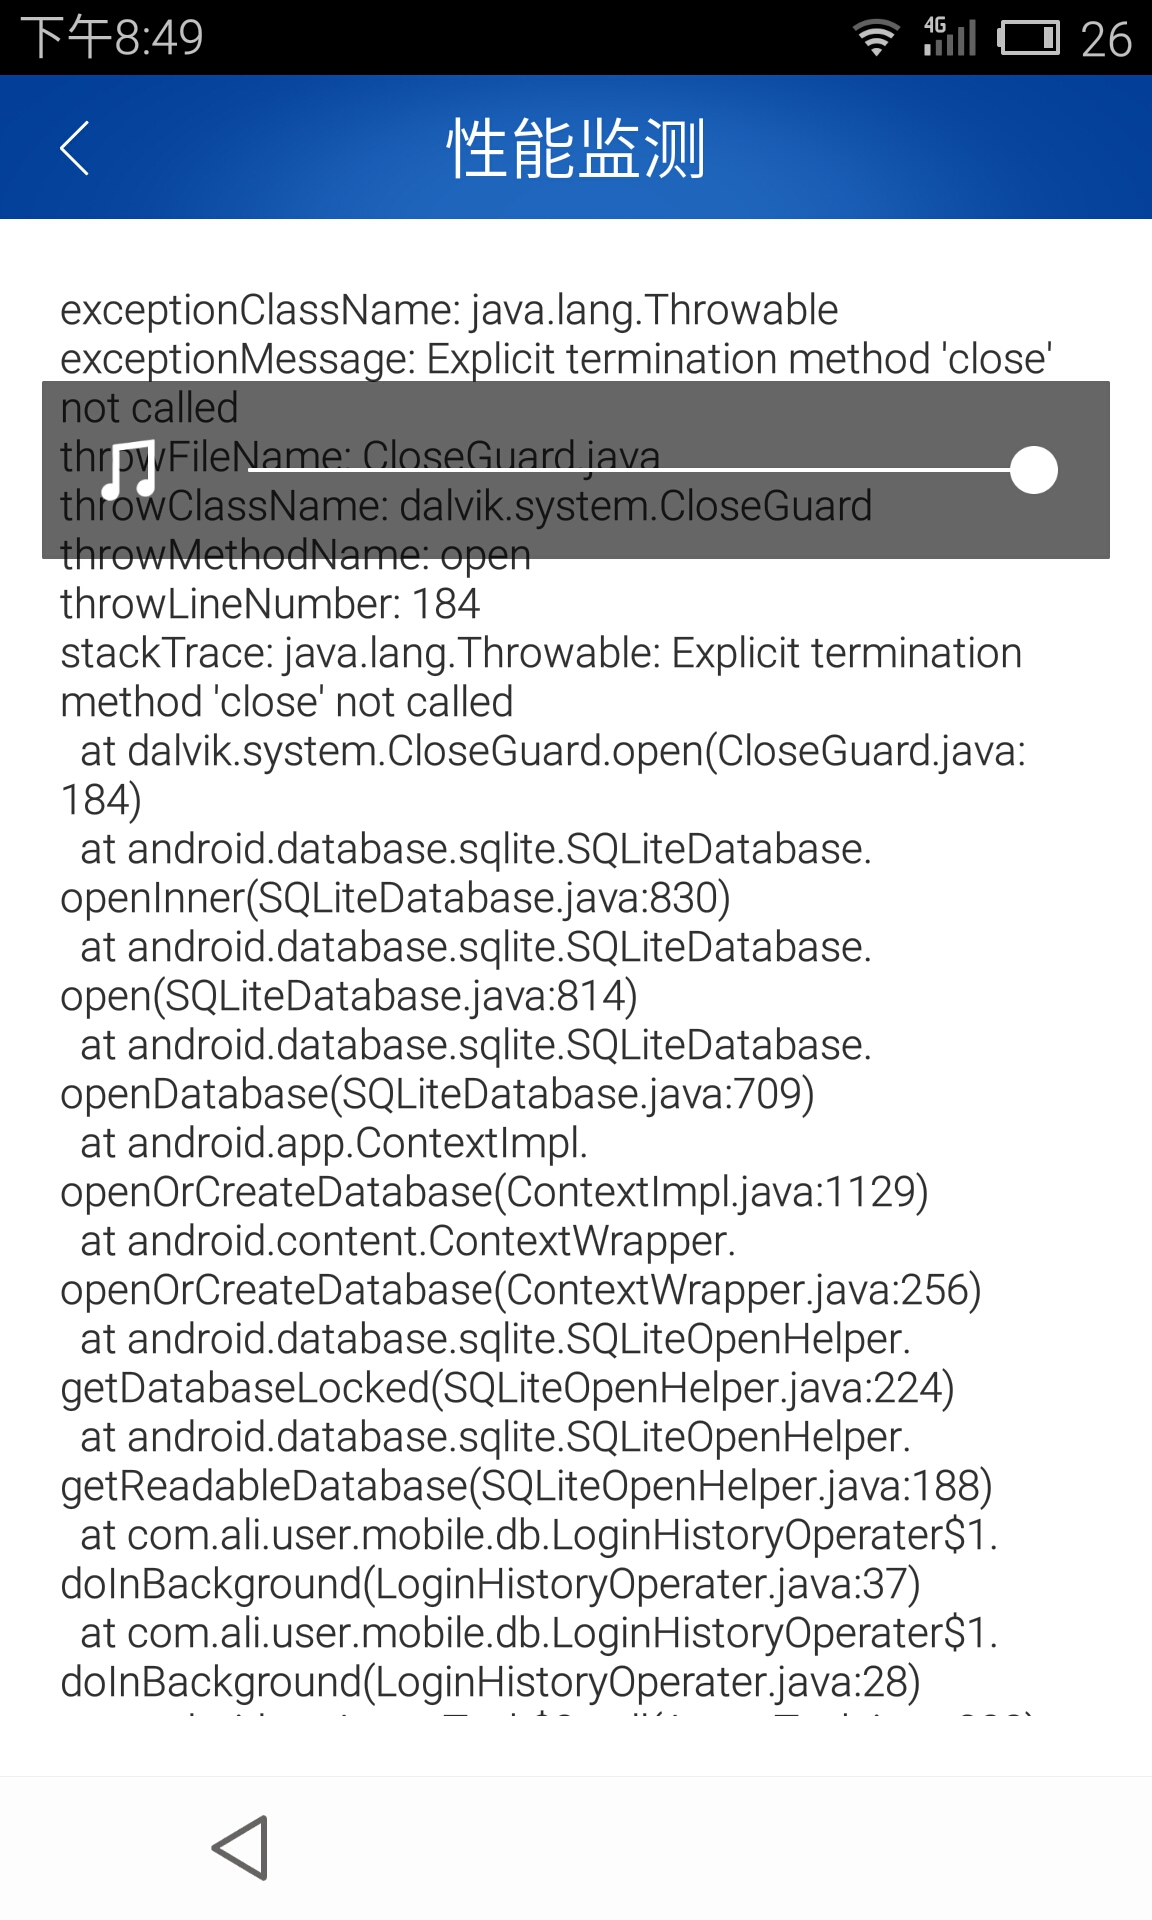 下午8:49
4G
26
性能监测
exceptionClassName: java.lang.Throwable
exceptionMessage: Explicit termination method 'close'
not called
throwFileName: CloseGuard.java
throwClassName: dalvik.system.CloseGuard
throwMethodName: open
throwLineNumber: 184
stackTrace: java.lang.Throwable: Explicit termination
method 'close' not called
at dalvik.system.CloseGuard.open(CloseGuard.java:
184)
at android.database.sqlite.SQLiteDatabase.
openInner(SQLiteDatabase.java:830)
at android.database.sqlite.SQLiteDatabase.
open(SQLiteDatabase.java:814)
at android.database.sqlite.SQLiteDatabase.
openDatabase(SQLiteDatabase.java:709)
at android.app.ContextImpl.
openOrCreateDatabase(ContextImpl.java:1129)
at android.content.ContextWrapper.
openOrCreateDatabase(ContextWrapper.java:256)
at android.database.sqlite.SQLiteOpenHelper.
getDatabaseLocked(SQLiteOpenHelper.java:224)
at android.database.sqlite.SQLiteOpenHelper.
getReadableDatabase(SQLiteOpenHelper.java:188)
at com.ali.user.mobile.db.LoginHistoryOperater$1.
doInBackground(LoginHistoryOperater.java:37)
at com.ali.user.mobile.db.LoginHistoryOperater$1.
doInBackground(LoginHistoryOperater.java:28)